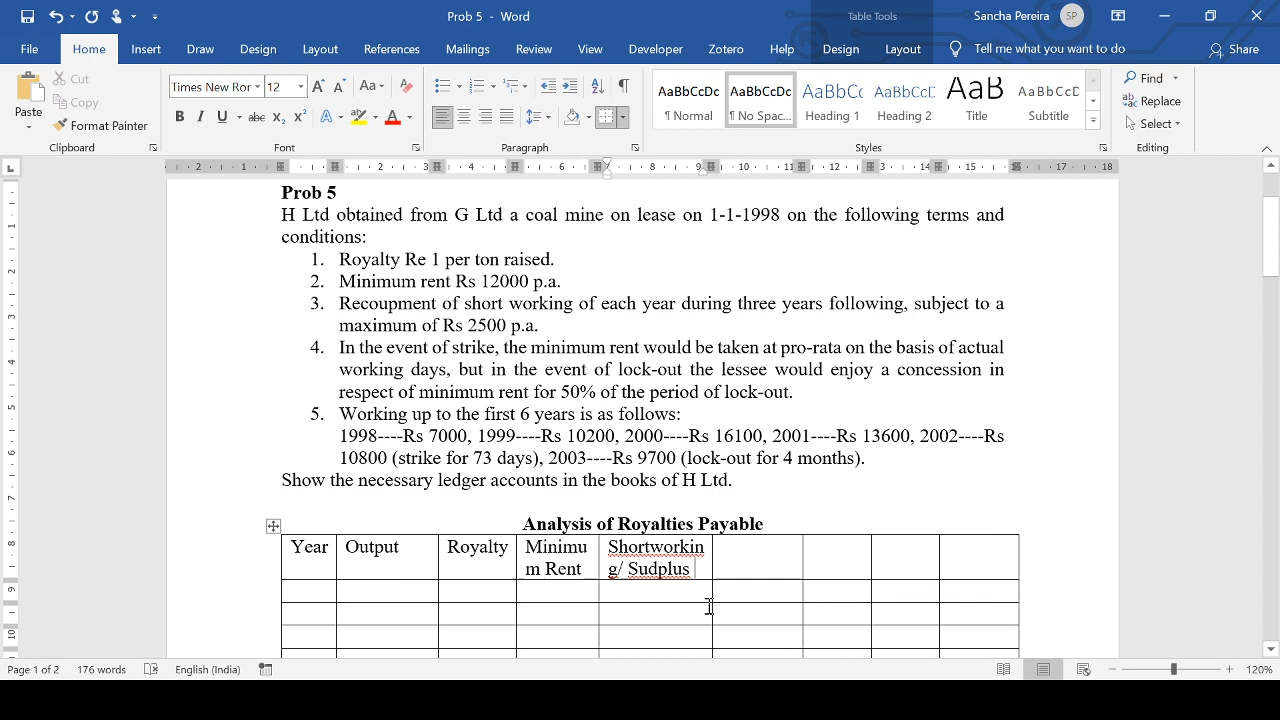 Prob 5 - Word
Table Tools
Sancha Pereira
SP
File Home Insert Draw Design Layout References Mailings Review View Developer Zotero Help Design Layout Tell me what you want to do Share
Paste
Cut
Copy
Format Painter
Clipboard
Times New Ror 12
Font
Paragraph
AaBbCcDc AaBbCcDc AaBbCc AaBbCcC AaB AaBbCcD
¶ Normal ¶ No Spac... Heading 1 Heading 2 Title Subtitle
Styles
Find
Replace
Select
Editing
Prob 5
H Ltd obtained from G Ltd a coal mine on lease on 1-1-1998 on the following terms and
conditions:
1. Royalty Re 1 per ton raised.
2. Minimum rent Rs 12000 p.a.
3. Recoupment of short working of each year during three years following, subject to a
maximum of Rs 2500 p.a.
4. In the event of strike, the minimum rent would be taken at pro-rata on the basis of actual
working days, but in the event of lock-out the lessee would enjoy a concession in
respect of minimum rent for 50% of the period of lock-out.
5. Working up to the first 6 years is as follows:
1998----Rs 7000, 1999----Rs 10200, 2000----Rs 16100, 2001----Rs 13600, 2002----Rs
10800 (strike for 73 days), 2003----Rs 9700 (lock-out for 4 months).
Show the necessary ledger accounts in the books of H Ltd.
Analysis of Royalties Payable
Year Output Royalty Minimu Shortworkin
m Rent g/ Sudplus
Page 1 of 2 176 words English (India) 120%